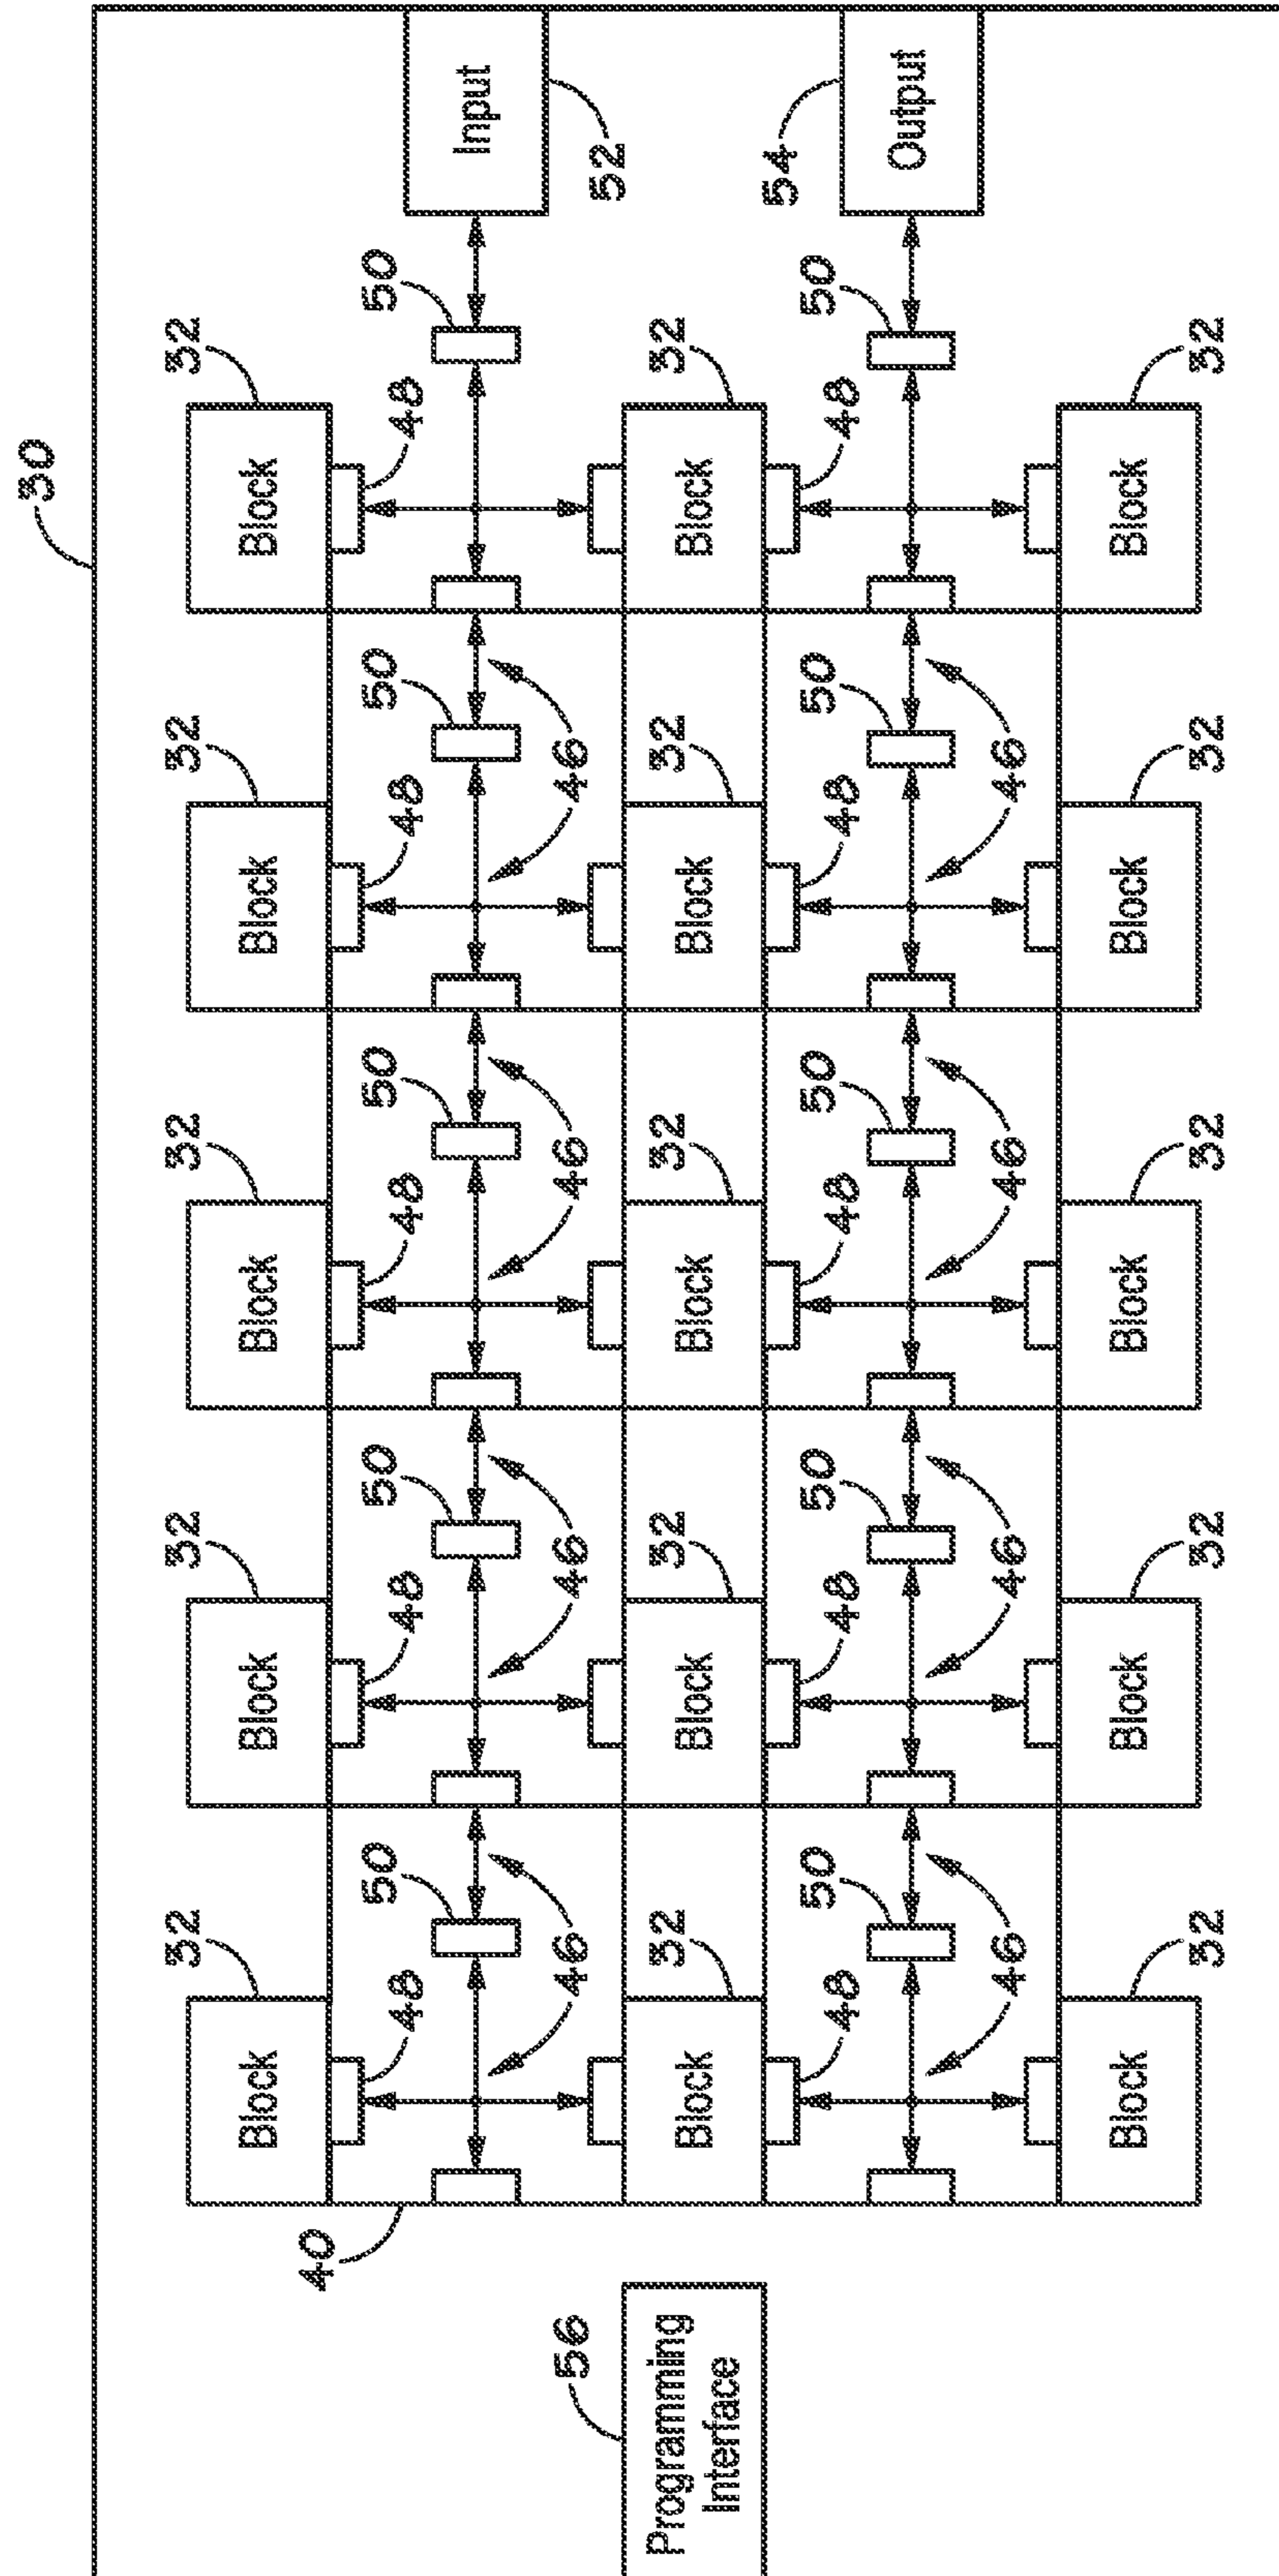 30
32 32 32 32 32
Block Block Block Block Block
40
50 50 50 50 50
48 48 48 48 48
Input
56 46 46 46 46 52
32 32 32 32 32
Programming
Interface
Block Block Block Block Block
54
50 50 50 50 50
48 48 48 48 48
Output
46 46 46 46
Block Block Block Block Block
32 32 32 32 32